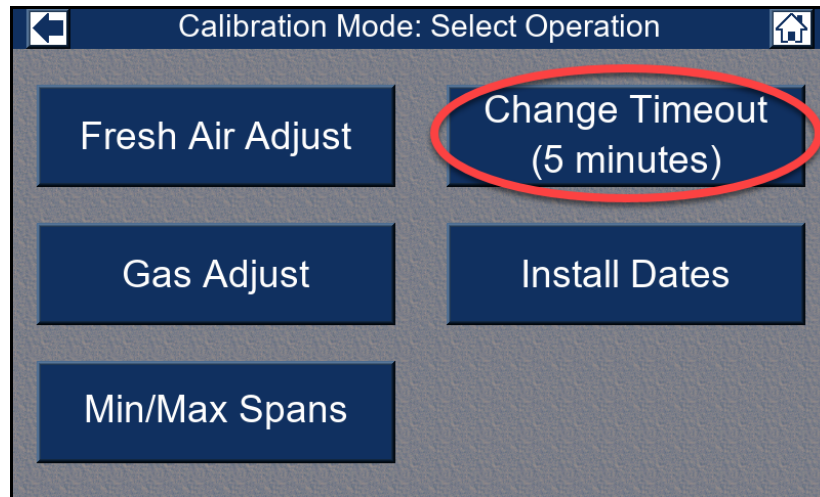 Calibration Mode: Select Operation
Fresh Air Adjust
Change Timeout
(5 minutes)
Gas Adjust
Install Dates
Min/Max Spans